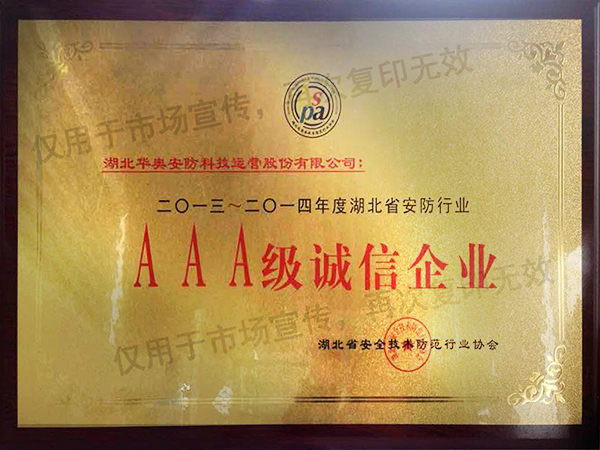 spa
湖北华奥安防科技运营股份有限公司：
二〇一三～二〇一四年度湖北省安防行业
AAA级诚信企业
湖北省安全技术防范行业协会
仅用于市场宣传，再次复印无效
仅用于市场宣传，再次复印无效